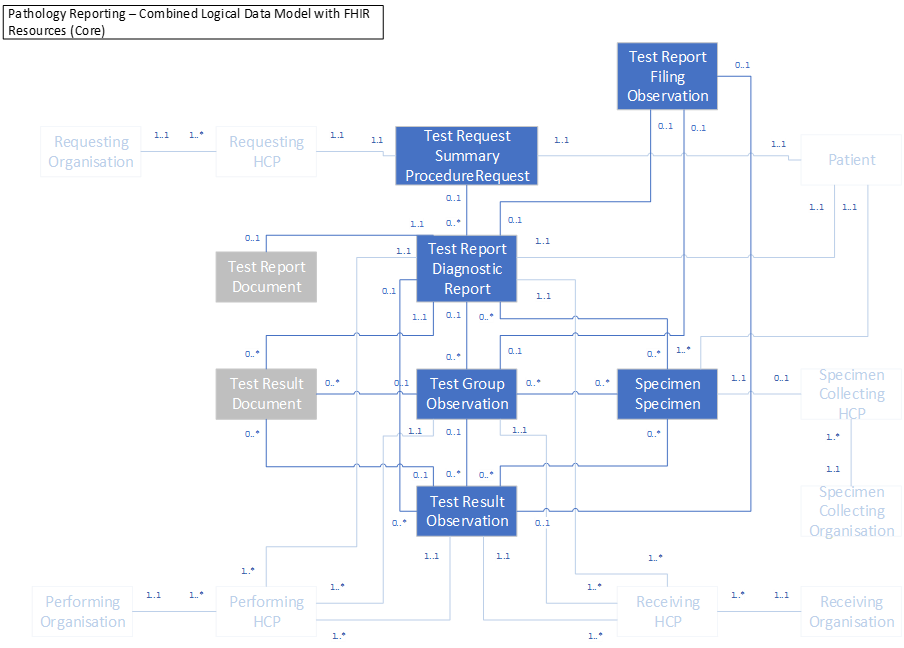 Pathology Reporting – Combined Logical Data Model with FHIR
Resources (Core)
Test Report
Filing
Observation
0..1
0..1
0..1
Requesting
Organisation
1..1
1..*
Requesting
HCP
1..1
1.1
Test Request
Summary
ProcedureRequest
1..1
1..1
Patient
0..1
1..1
1..1
0..*
0..1
1..1
0..1
1..1
1..1
Test Report
Document
Test Report
Diagnostic
Report
0..1
1..1
1..1
0..1
0..*
0..*
0..*
0..1
0..*
1..*
Test Result
Document
0..*
0..1
Test Group
Observation
0..*
0..*
Specimen
Specimen
1..1
0..1
Specimen
Collecting
HCP
0..*
1..1
0..1
1..1
0..*
1..*
0..1
0..*
0..*
1..1
Test Result
Observation
0..*
0..1
Specimen
Collecting
Organisation
1..1
1..1
1..*
1..*
1..*
1..*
Performing
Organisation
1..1
1..*
Performing
HCP
Receiving
HCP
1..*
1..1
Receiving
Organisation
1..*
1..*